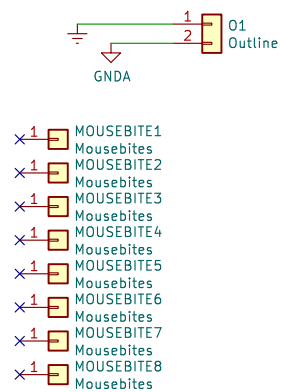 1 O1
2 Outline
GNDA
1 MOUSEBITE1
Mousebites
1 MOUSEBITE2
Mousebites
1 MOUSEBITE3
Mousebites
1 MOUSEBITE4
Mousebites
1 MOUSEBITE5
Mousebites
1 MOUSEBITE6
Mousebites
1 MOUSEBITE7
Mousebites
1 MOUSEBITE8
Mousebites